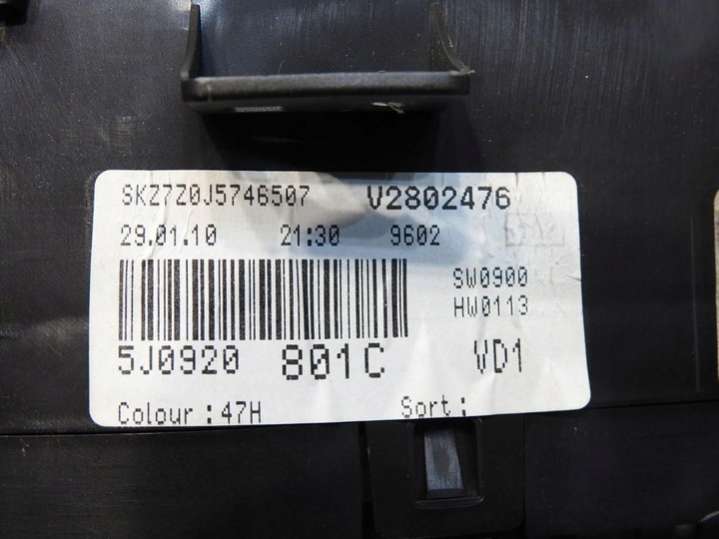 SKZ7Z0J5746507 V2802476
29.01.10 21:30 9602
SW0900
HW0113
5J0920 801C VD1
Colour : 47H Sort :